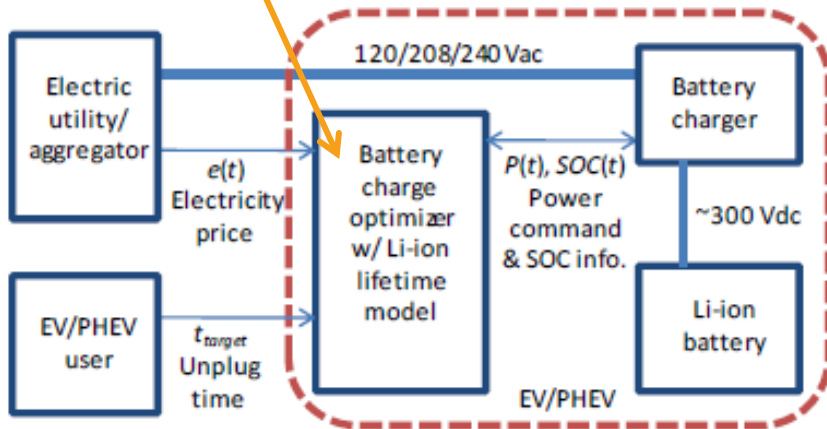 120/208/240 Vac
Electric
utility/
aggregator
Battery
charger
e(t)
Electricity
price
Battery
charge
optimizer
w/ Li-ion
lifetime
model
P(t), SOC(t)
Power
command
& SOC info.
~300 Vdc
EV/PHEV
user
t_target
Unplug
time
Li-ion
battery
EV/PHEV